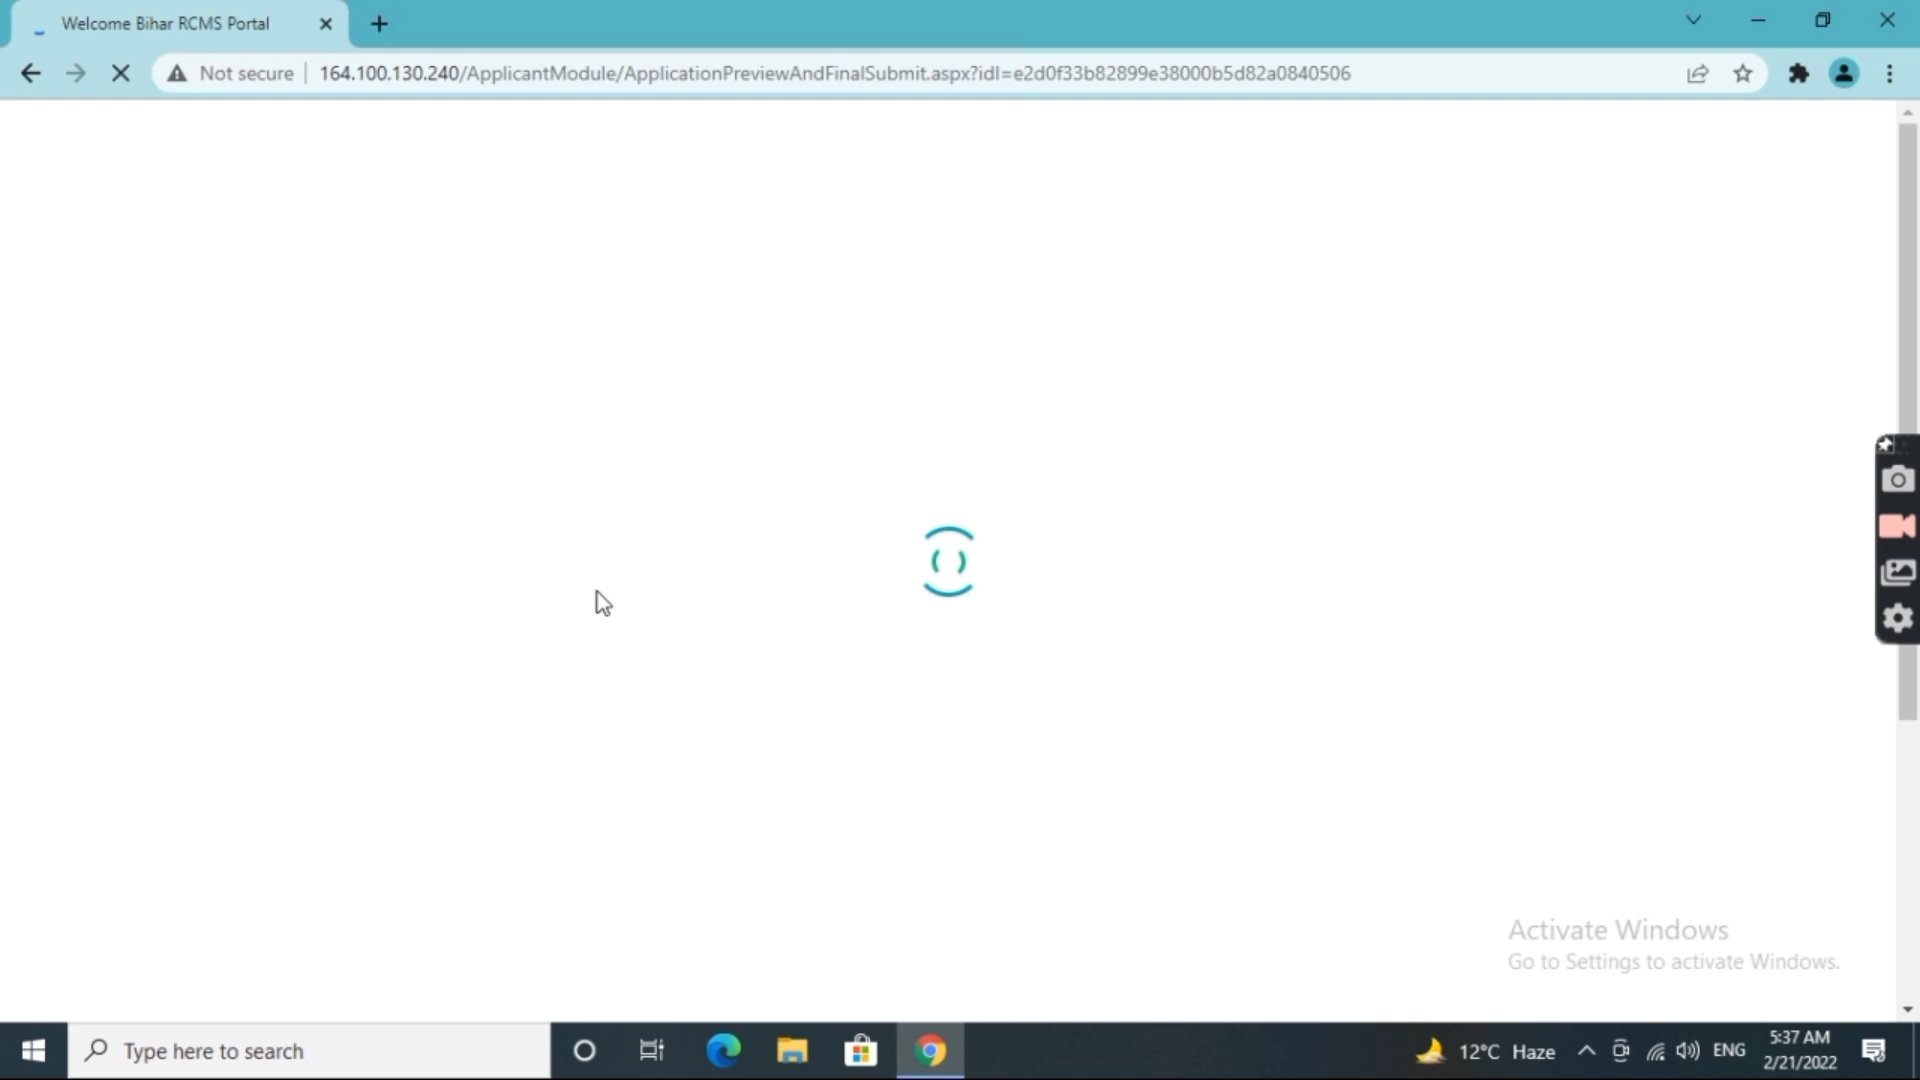 Welcome Bihar RCMS Portal
Not secure
164.100.130.240/ApplicantModule/ApplicationPreviewAndFinalSubmit.aspx?idl=e2d0f33b82899e38000b5d82a0840506
Activate Windows
Go to Settings to activate Windows.
Type here to search
12°C Haze
ENG
5:37 AM
2/21/2022